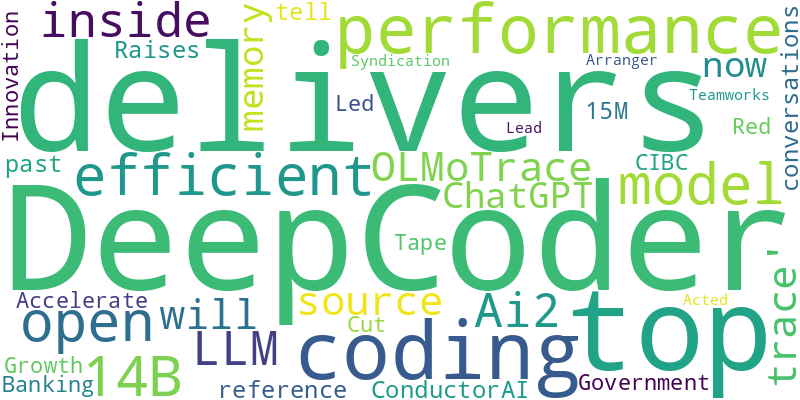 inside
tell
performance
Raises
memory
Syndication
Arranger
now
conversations
Innovation
delivers
Led
15M
Teamworks
Lead
Red
past
efficient
OLMoTrace
CIBC
model
ChatGPT
DeepCoder
Tape
trace'
Accelerate
source
Ai2
Acted
top
open
will
Cut
coding
LLM
Growth
14B
Banking
reference
ConductorAI
Government